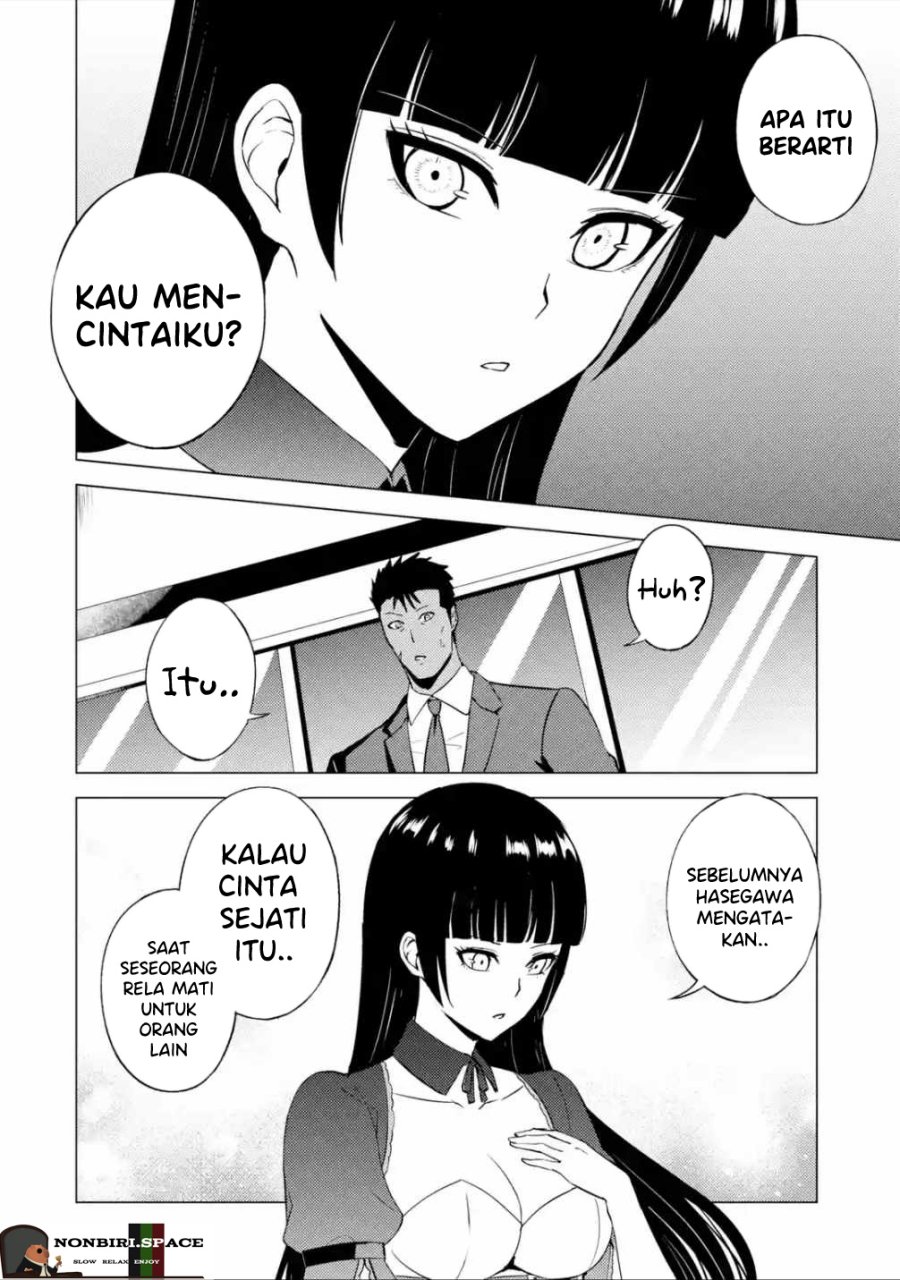 APA ITU
BERARTI
KAU MEN-
CINTAIKU?
Huh?
Itu..
SEBELUMNYA
HASEGAWA
MENGATA-
KAN..
KALAU
CINTA
SEJATI
ITU..
SAAT
SESEORANG
RELA MATI
UNTUK
ORANG
LAIN
NONBIRI.SPACE
SLOW RELAX ENJOY